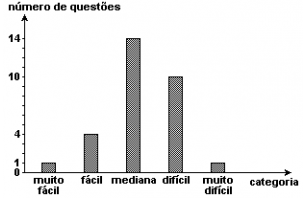 número de questões
14
10
4
1
0
muito fácil
fácil
mediana
difícil
muito difícil
categoria